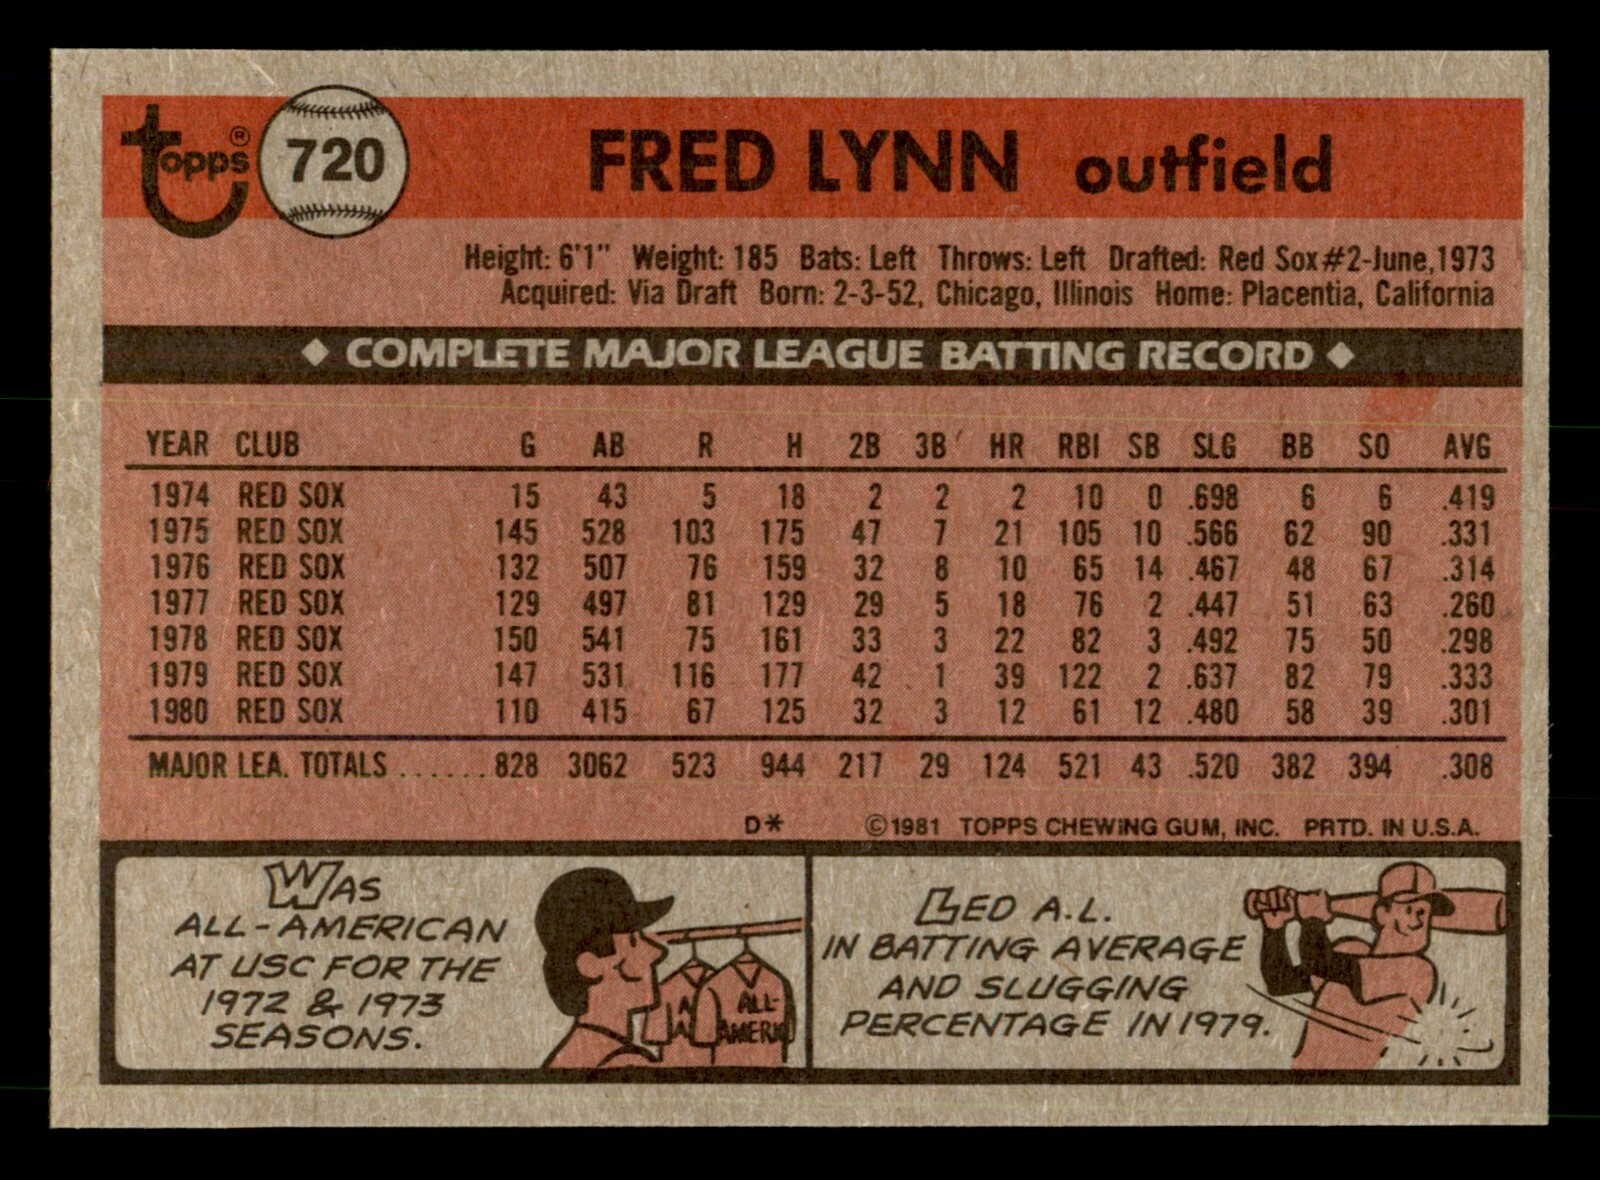 Topps® 720 FRED LYNN outfield
Height: 6'1" Weight: 185 Bats: Left Throws: Left Drafted: Red Sox #2-June, 1973
Acquired: Via Draft Born: 2-3-52, Chicago, Illinois Home: Placentia, California
◆ COMPLETE MAJOR LEAGUE BATTING RECORD ◆
YEAR CLUB G AB R H 2B 3B HR RBI SB SLG BB SO AVG
1974 RED SOX 15 43 5 18 2 2 2 10 0 .698 6 6 .419
1975 RED SOX 145 528 103 175 47 7 21 105 10 .566 62 90 .331
1976 RED SOX 132 507 76 159 32 8 10 65 14 .467 48 67 .314
1977 RED SOX 129 497 81 129 29 5 18 76 2 .447 51 63 .260
1978 RED SOX 150 541 75 161 33 3 22 82 3 .492 75 50 .298
1979 RED SOX 147 531 116 177 42 1 39 122 2 .637 82 79 .333
1980 RED SOX 110 415 67 125 32 3 12 61 12 .480 58 39 .301
MAJOR LEA. TOTALS ...... 828 3062 523 944 217 29 124 521 43 .520 382 394 .308
D* ©1981 TOPPS CHEWING GUM, INC. PRTD. IN U.S.A.
WAS
ALL-AMERICAN
AT USC FOR THE
1972 & 1973
SEASONS.
A
A
ALL-
AMERI
LED A.L.
IN BATTING AVERAGE
AND SLUGGING
PERCENTAGE IN 1979.